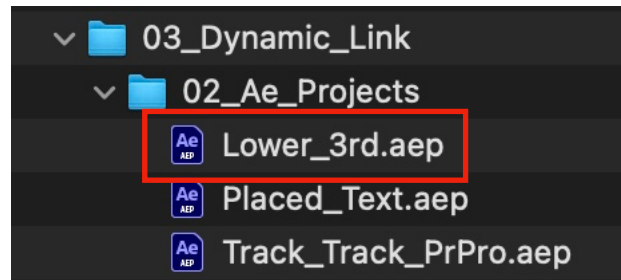 03_Dynamic_Link
02_Ae_Projects
Ae AEP Lower_3rd.aep
Ae AEP Placed_Text.aep
Ae AEP Track_Track_PrPro.aep